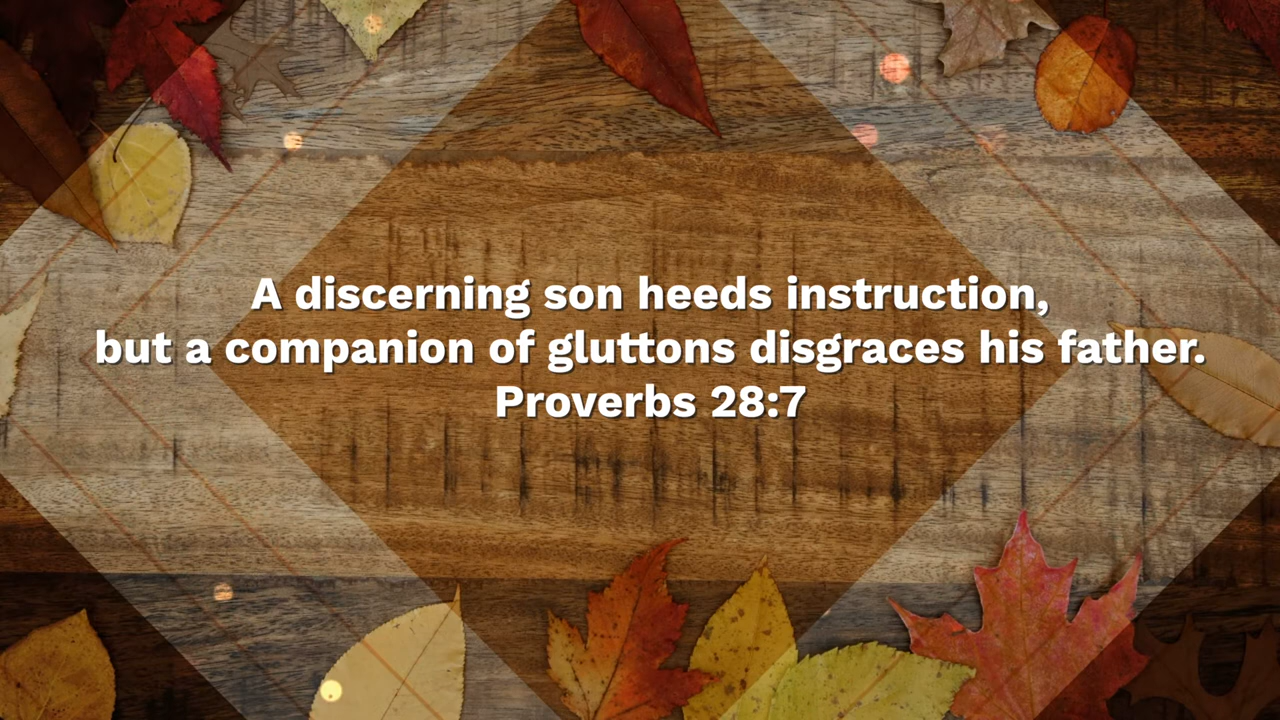 A discerning son heeds instruction,
but a companion of gluttons disgraces his father.
Proverbs 28:7